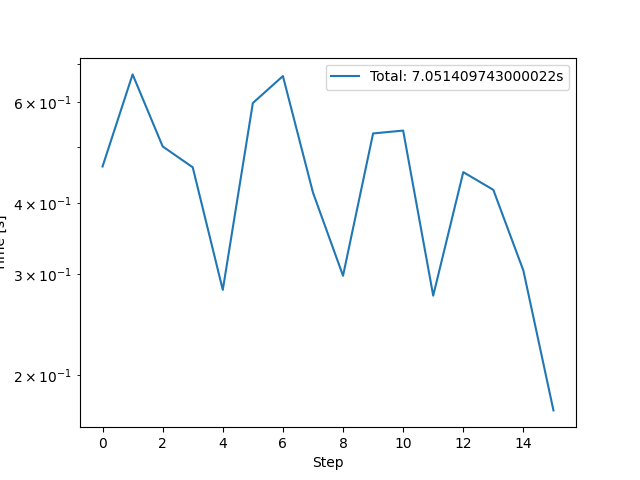 Total: 7.051409743000022s
6 × 10⁻¹
4 × 10⁻¹
3 × 10⁻¹
2 × 10⁻¹
Time [s]
0 2 4 6 8 10 12 14
Step